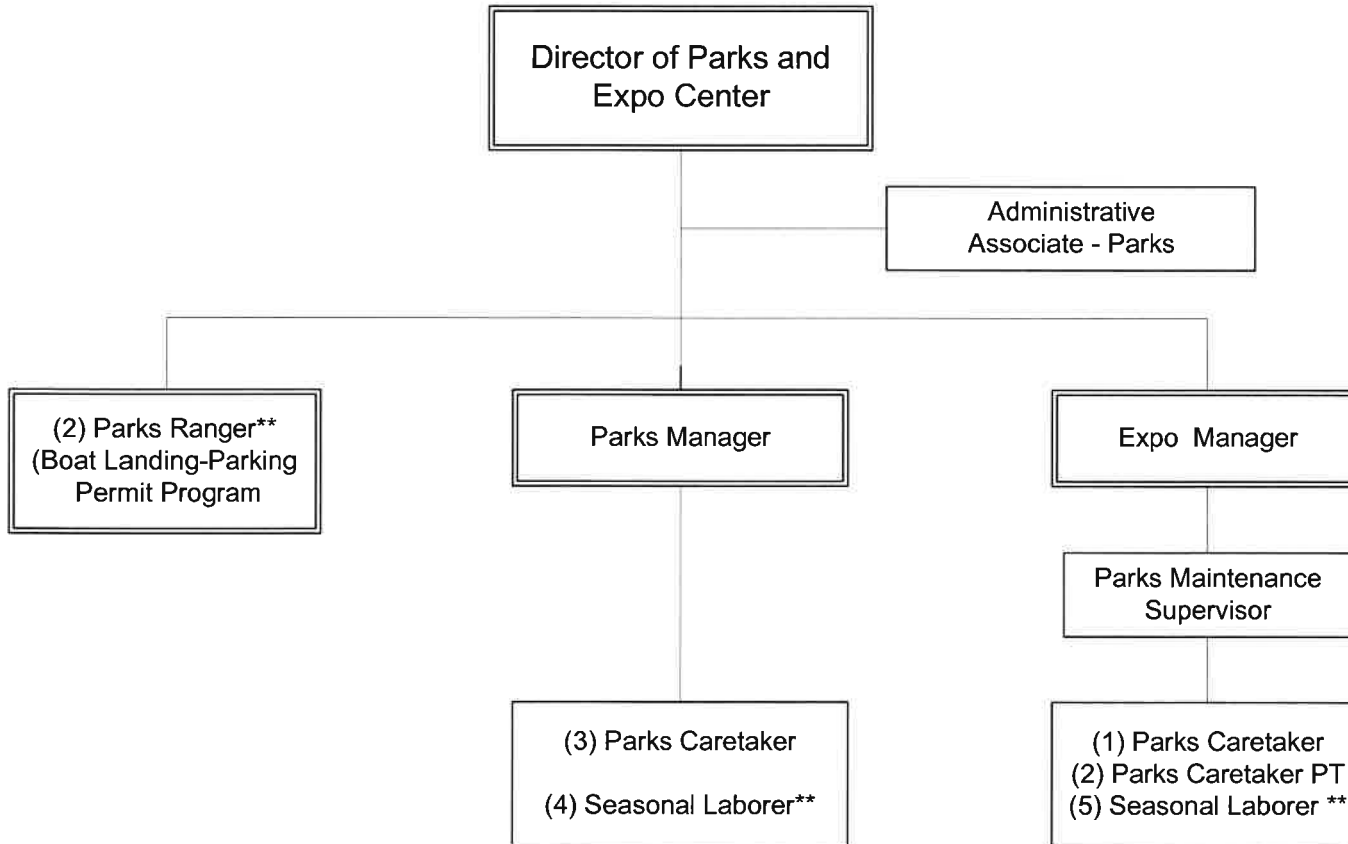 Director of Parks and
Expo Center
Administrative
Associate - Parks
(2) Parks Ranger**
(Boat Landing-Parking
Permit Program
Parks Manager
Expo Manager
Parks Maintenance
Supervisor
(3) Parks Caretaker
(4) Seasonal Laborer**
(1) Parks Caretaker
(2) Parks Caretaker PT
(5) Seasonal Laborer **